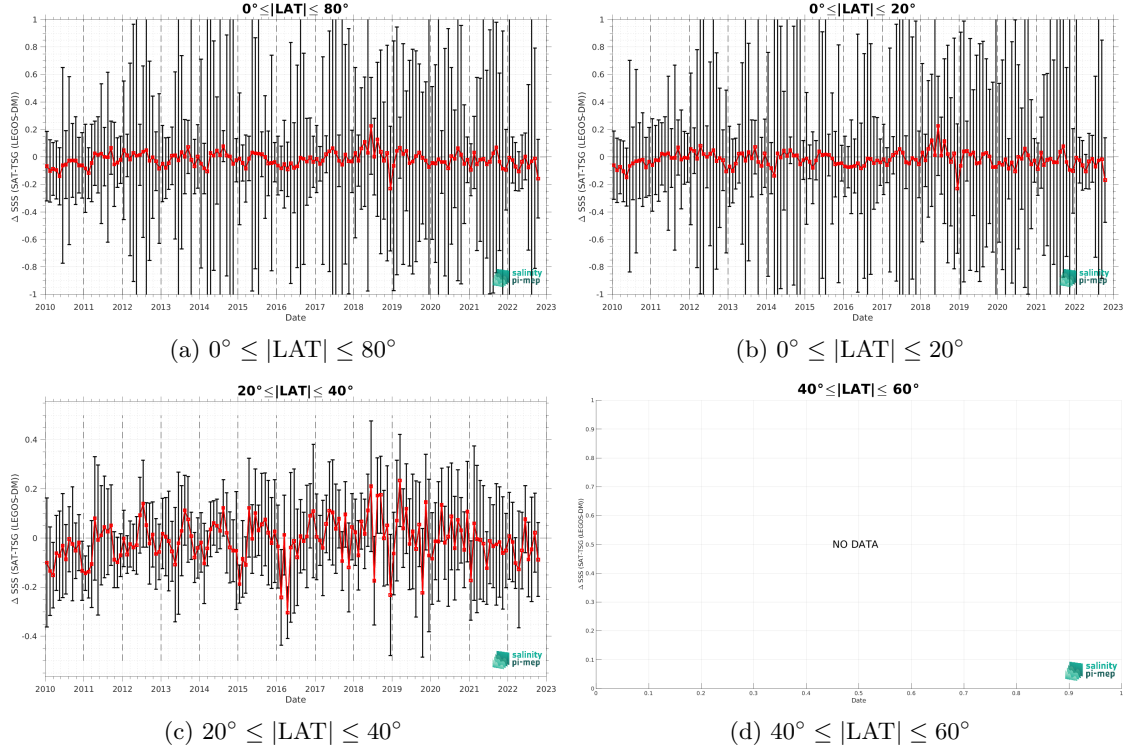 0°≤|LAT|≤ 80°
Δ SSS (SAT-TSG (LEGOS-DM))
1
0.8
0.6
0.4
0.2
0
-0.2
-0.4
-0.6
-0.8
-1
2010 2011 2012 2013 2014 2015 2016 2017 2018 2019 2020 2021 2022 2023
Date
salinity
pi-mep
(a) 0° ≤ |LAT| ≤ 80°
0°≤|LAT|≤ 20°
Δ SSS (SAT-TSG (LEGOS-DM))
1
0.8
0.6
0.4
0.2
0
-0.2
-0.4
-0.6
-0.8
-1
2010 2011 2012 2013 2014 2015 2016 2017 2018 2019 2020 2021 2022 2023
Date
salinity
pi-mep
(b) 0° ≤ |LAT| ≤ 20°
20°≤|LAT|≤ 40°
Δ SSS (SAT-TSG (LEGOS-DM))
0.4
0.2
0
-0.2
-0.4
2010 2011 2012 2013 2014 2015 2016 2017 2018 2019 2020 2021 2022 2023
Date
salinity
pi-mep
(c) 20° ≤ |LAT| ≤ 40°
40°≤|LAT|≤ 60°
Δ SSS (SAT-TSG (LEGOS-DM))
1
0.9
0.8
0.7
0.6
0.5
0.4
0.3
0.2
0.1
0
NO DATA
0 0.1 0.2 0.3 0.4 0.5 0.6 0.7 0.8 0.9 1
Date
salinity
pi-mep
(d) 40° ≤ |LAT| ≤ 60°